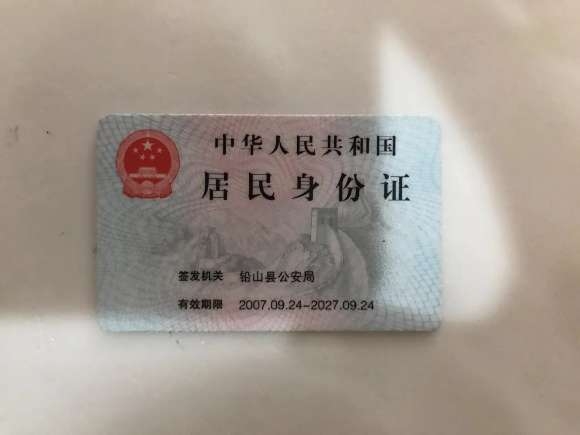 中华人民共和国
居民身份证
签发机关 铅山县公安局
有效期限 2007.09.24-2027.09.24